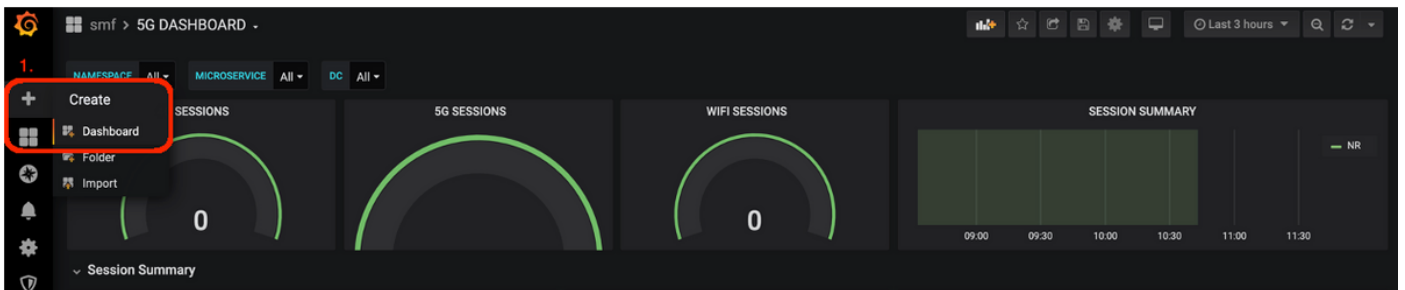 smf > 5G DASHBOARD
Last 3 hours
1.
NAMESPACE All MICROSERVICE All DC All
Create
Dashboard
Folder
Import
SESSIONS
0
5G SESSIONS
WIFI SESSIONS
0
SESSION SUMMARY
NR
09:00 09:30 10:00 10:30 11:00 11:30
Session Summary